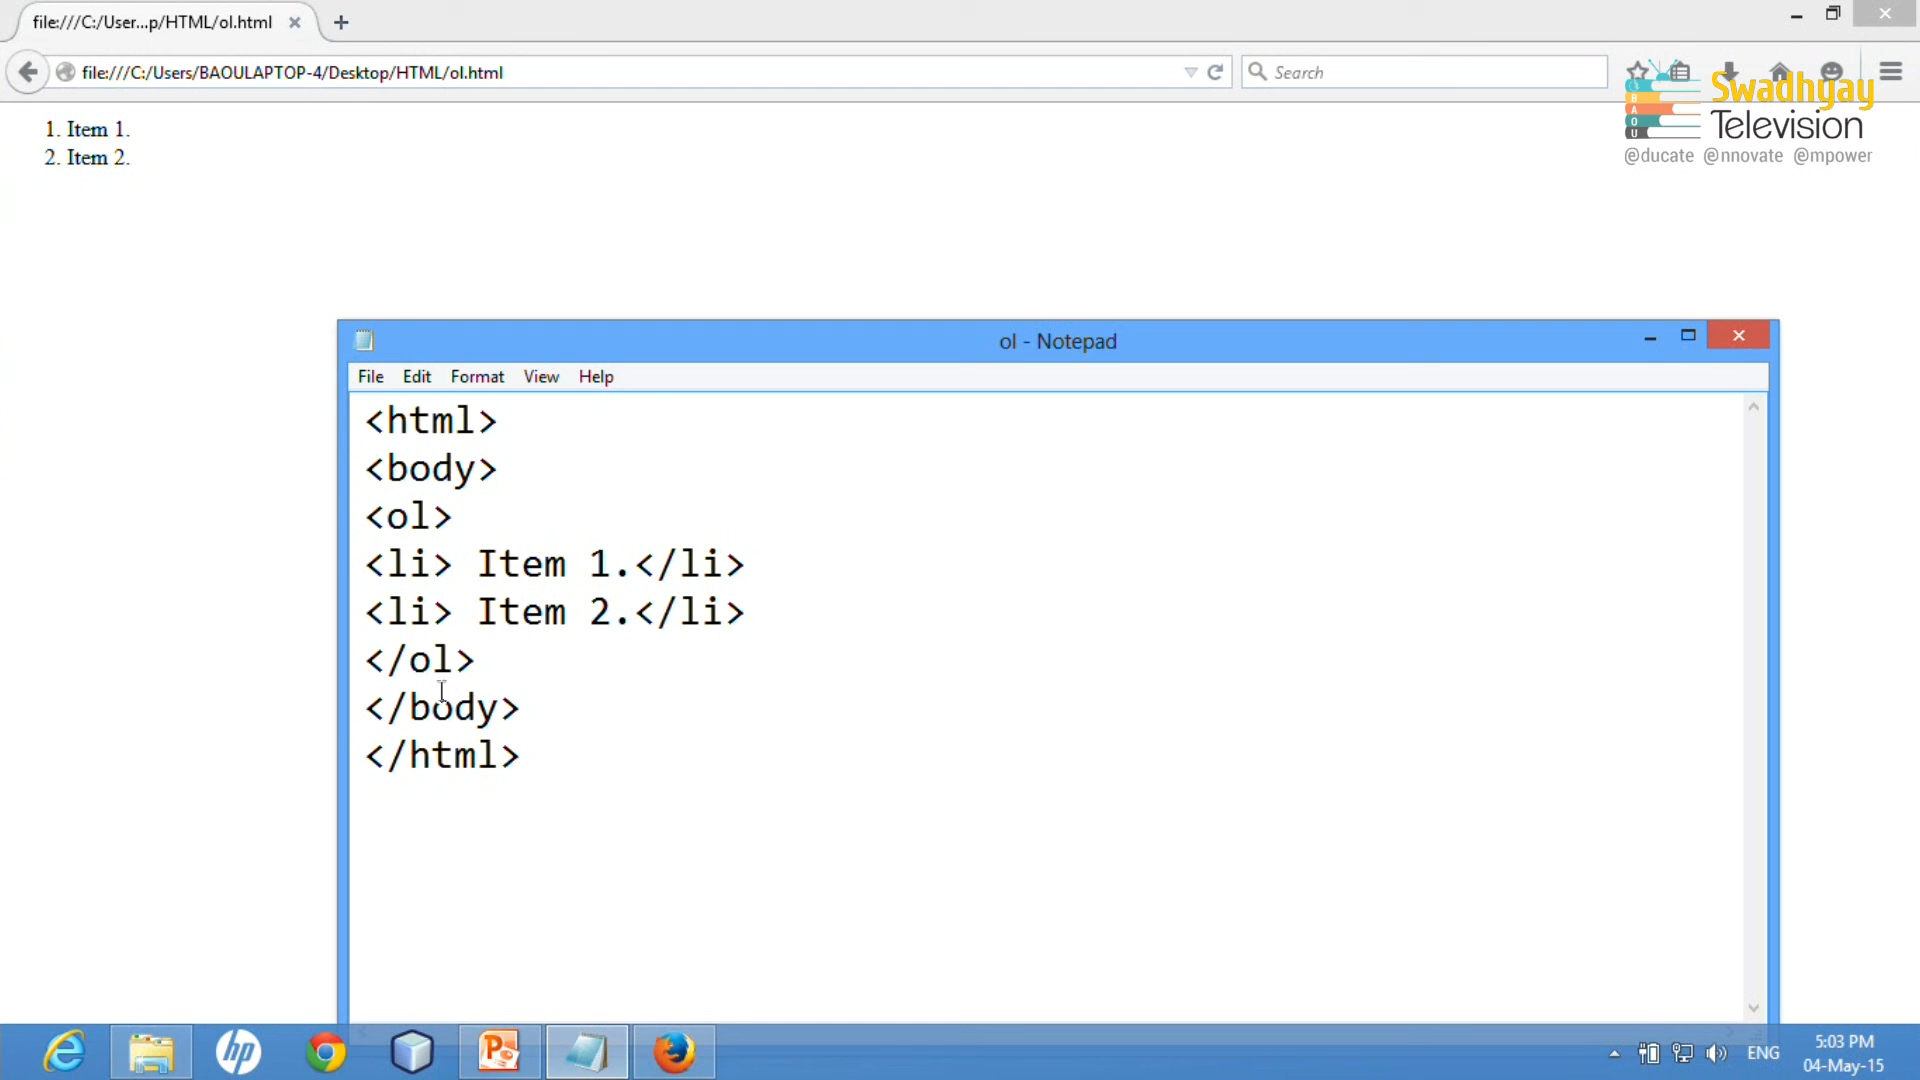 file:///C:/User...p/HTML/ol.html
file:///C:/Users/BAOULAPTOP-4/Desktop/HTML/ol.html
Search
BAOU
Swadhyay
Television
@ducate @nnovate @mpower
1. Item 1.
2. Item 2.
ol - Notepad
File Edit Format View Help
<html>
<body>
<ol>
<li> Item 1.</li>
<li> Item 2.</li>
</ol>
</body>
</html>
hp
P
ENG
5:03 PM
04-May-15